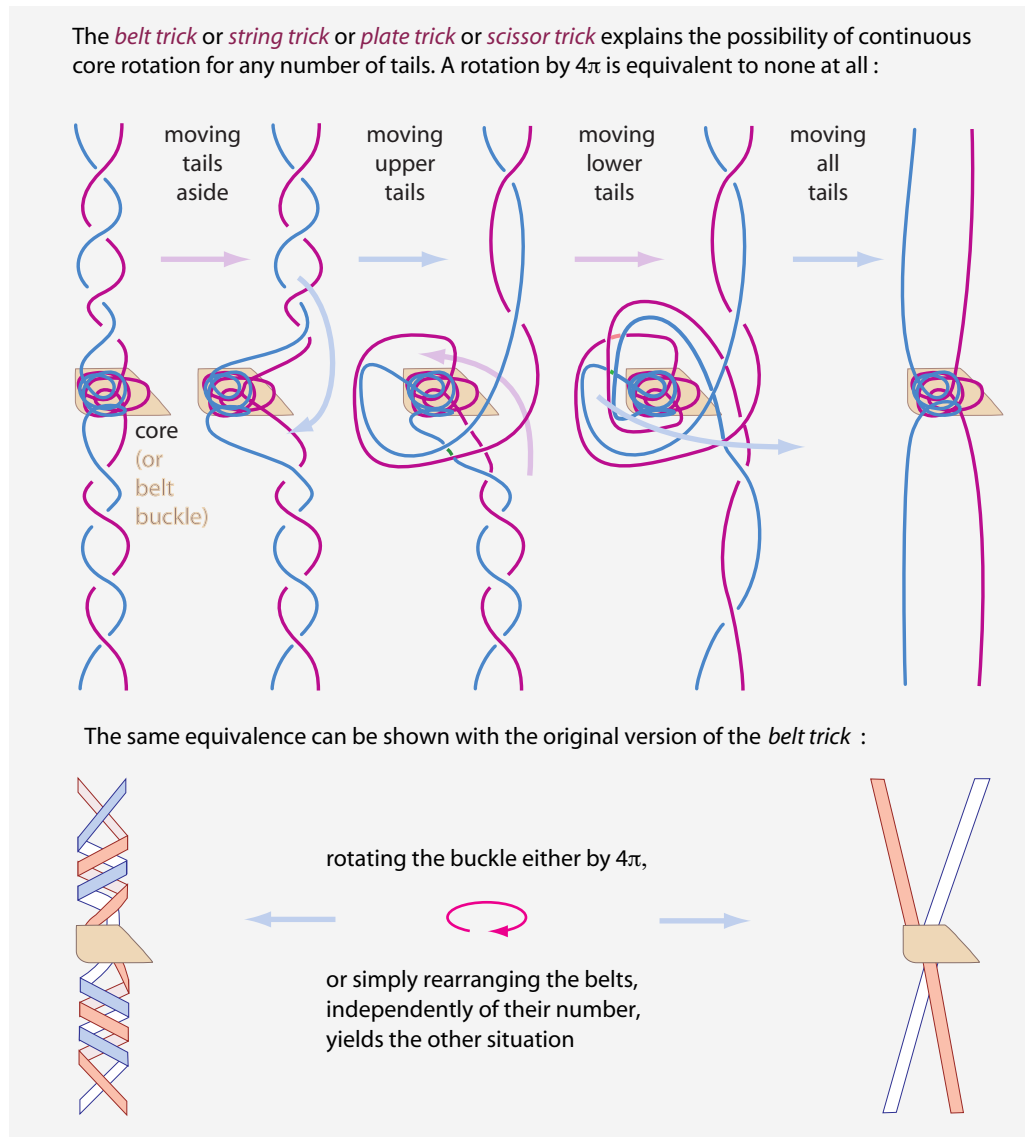 The belt trick or string trick or plate trick or scissor trick explains the possibility of continuous
core rotation for any number of tails. A rotation by 4π is equivalent to none at all :
moving
tails
aside
moving
upper
tails
moving
lower
tails
moving
all
tails
core
(or
belt
buckle)
The same equivalence can be shown with the original version of the belt trick :
rotating the buckle either by 4π,
or simply rearranging the belts,
independently of their number,
yields the other situation